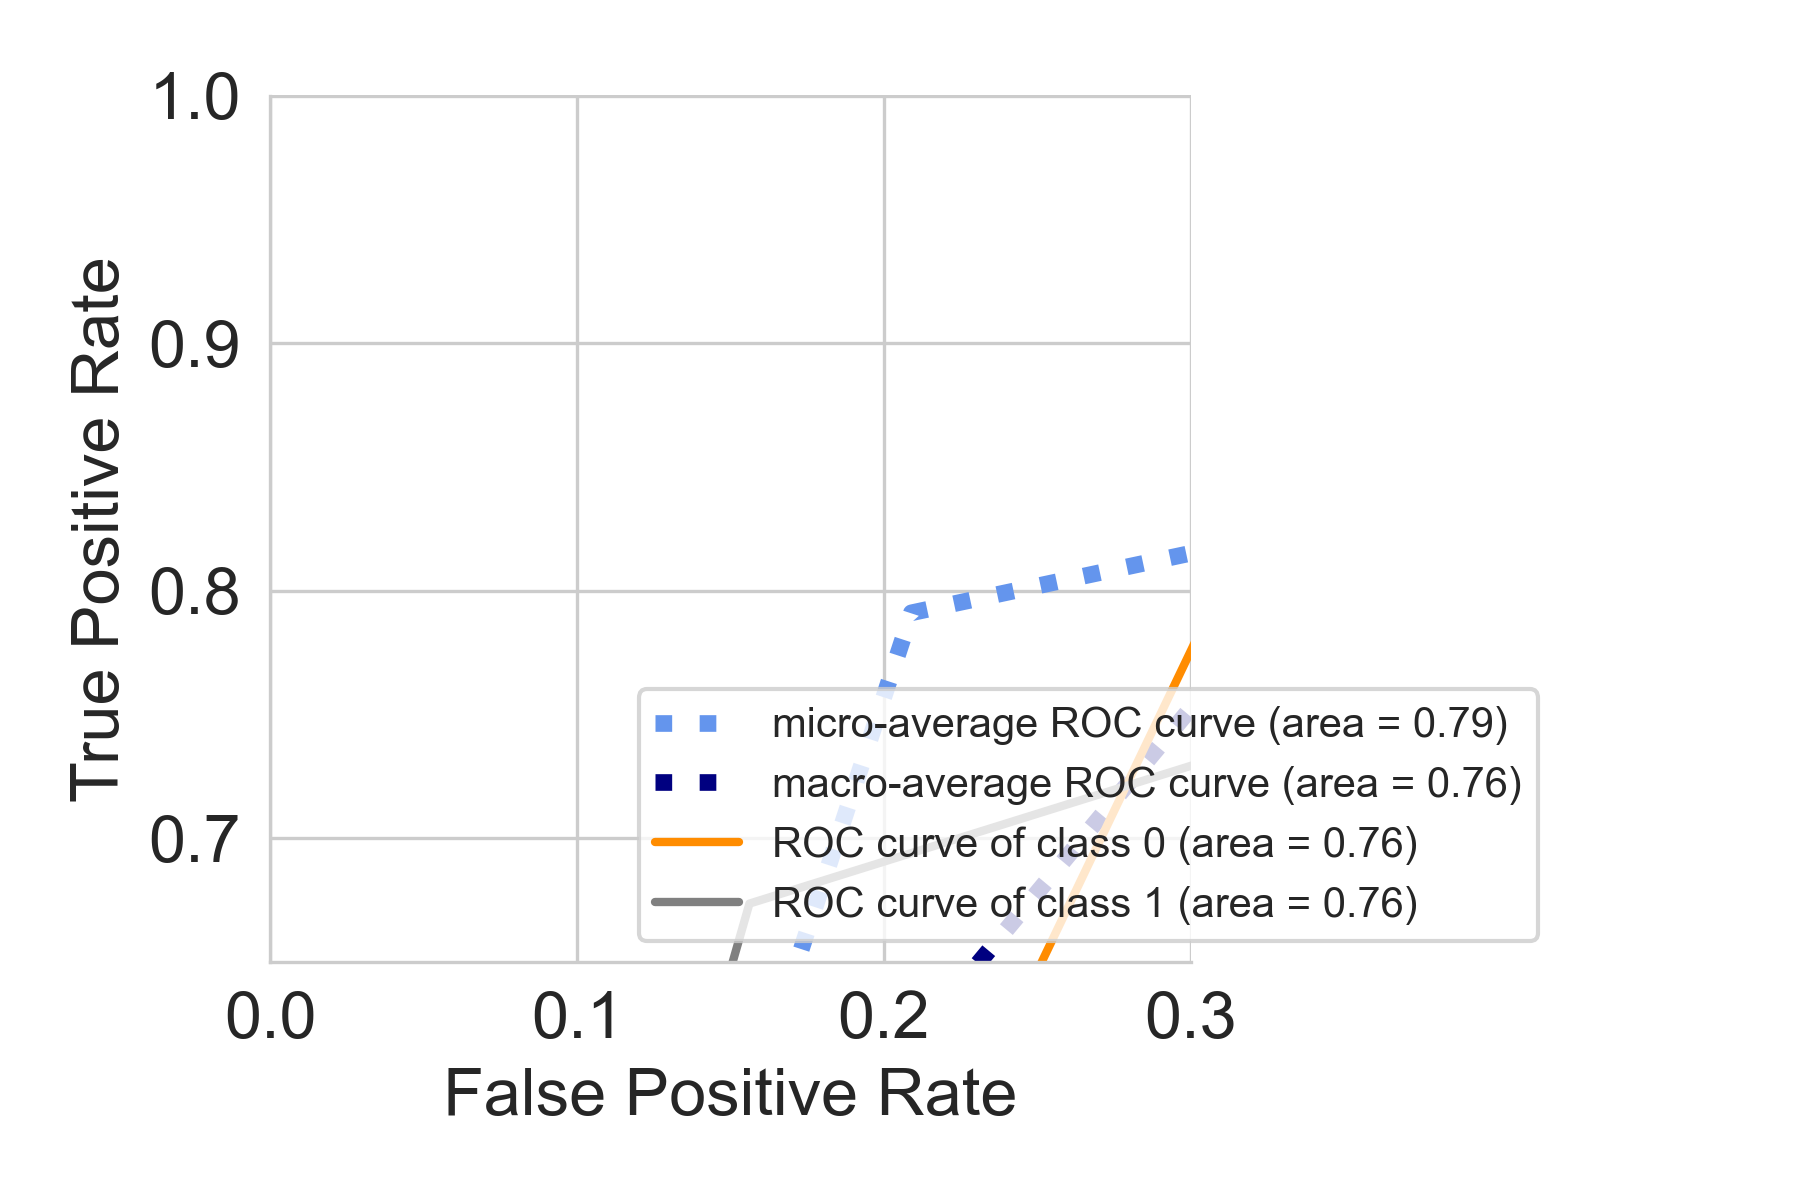 1.0
0.9
0.8
0.7
True Positive Rate
micro-average ROC curve (area = 0.79)
macro-average ROC curve (area = 0.76)
ROC curve of class 0 (area = 0.76)
ROC curve of class 1 (area = 0.76)
0.0 0.1 0.2 0.3
False Positive Rate